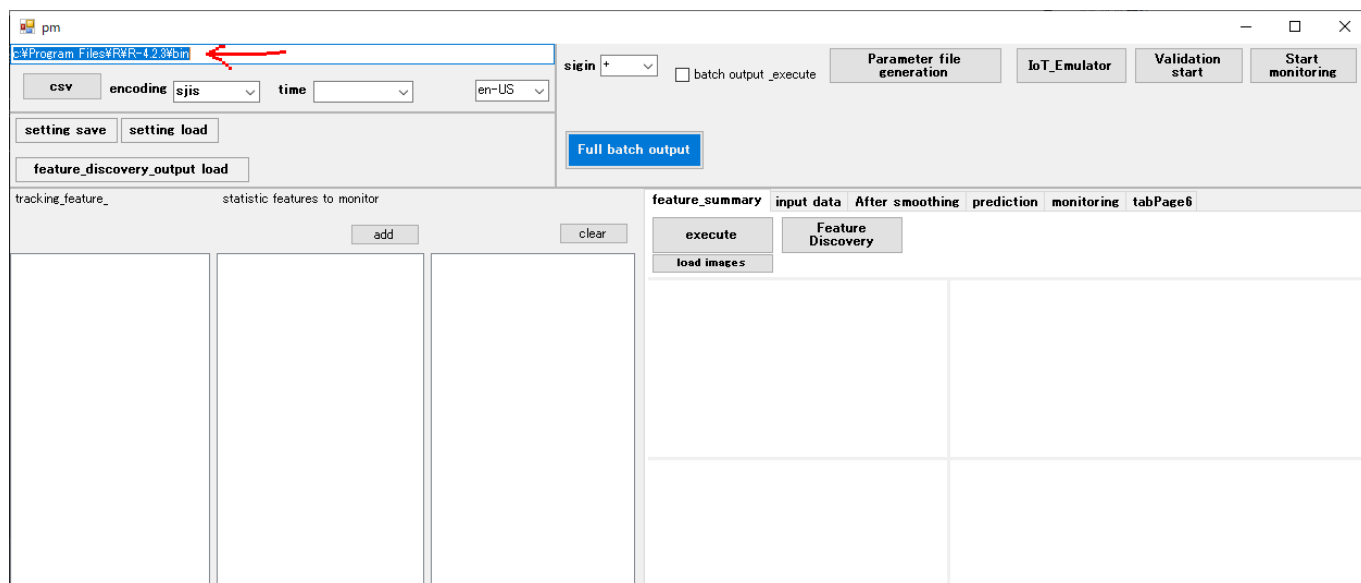 pm
c:¥Program Files¥R¥R-4.2.3¥bin
csv encoding sjis time en-US
sigin + batch output _execute
Parameter file
generation
IoT_Emulator
Validation
start
Start
monitoring
setting save setting load
Full batch output
feature_discovery_output load
tracking_feature_ statistic features to monitor
add clear
feature_summary input data After smoothing prediction monitoring tabPage6
execute
Feature
Discovery
load images